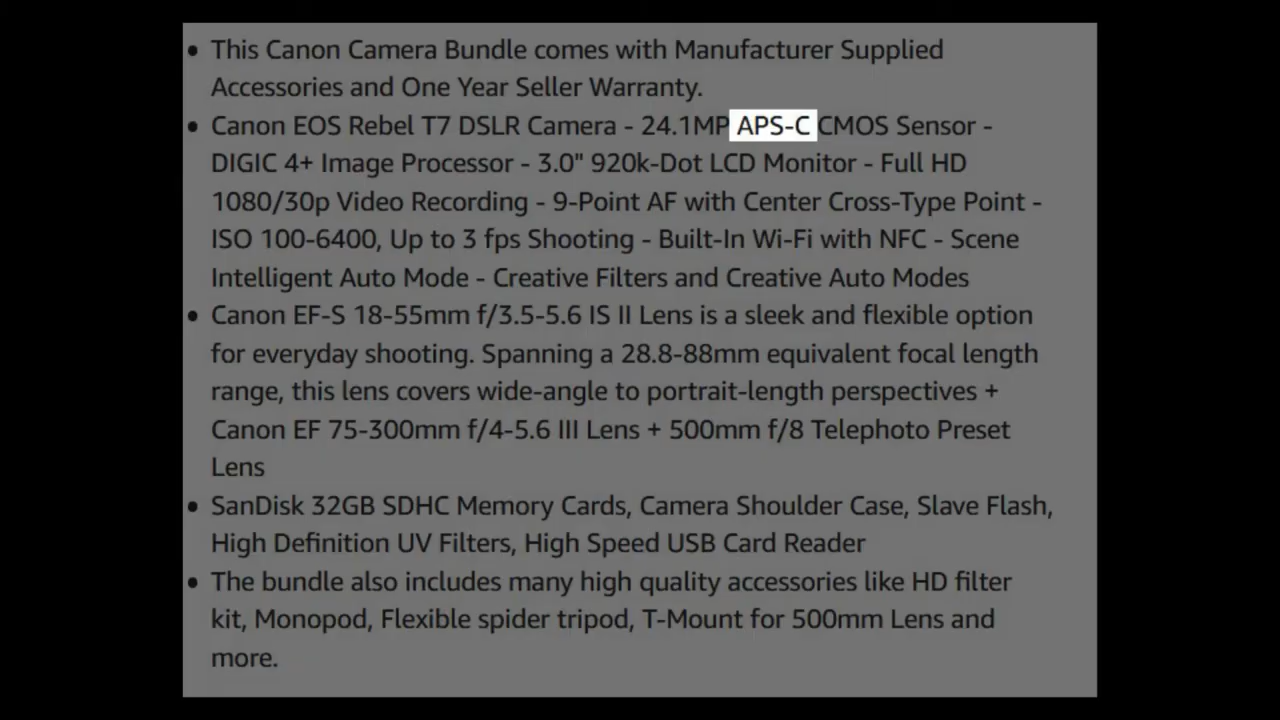 • This Canon Camera Bundle comes with Manufacturer Supplied
Accessories and One Year Seller Warranty.
• Canon EOS Rebel T7 DSLR Camera - 24.1MP APS-C CMOS Sensor -
DIGIC 4+ Image Processor - 3.0" 920k-Dot LCD Monitor - Full HD
1080/30p Video Recording - 9-Point AF with Center Cross-Type Point -
ISO 100-6400, Up to 3 fps Shooting - Built-In Wi-Fi with NFC - Scene
Intelligent Auto Mode - Creative Filters and Creative Auto Modes
• Canon EF-S 18-55mm f/3.5-5.6 IS II Lens is a sleek and flexible option
for everyday shooting. Spanning a 28.8-88mm equivalent focal length
range, this lens covers wide-angle to portrait-length perspectives +
Canon EF 75-300mm f/4-5.6 III Lens + 500mm f/8 Telephoto Preset
Lens
• SanDisk 32GB SDHC Memory Cards, Camera Shoulder Case, Slave Flash,
High Definition UV Filters, High Speed USB Card Reader
• The bundle also includes many high quality accessories like HD filter
kit, Monopod, Flexible spider tripod, T-Mount for 500mm Lens and
more.